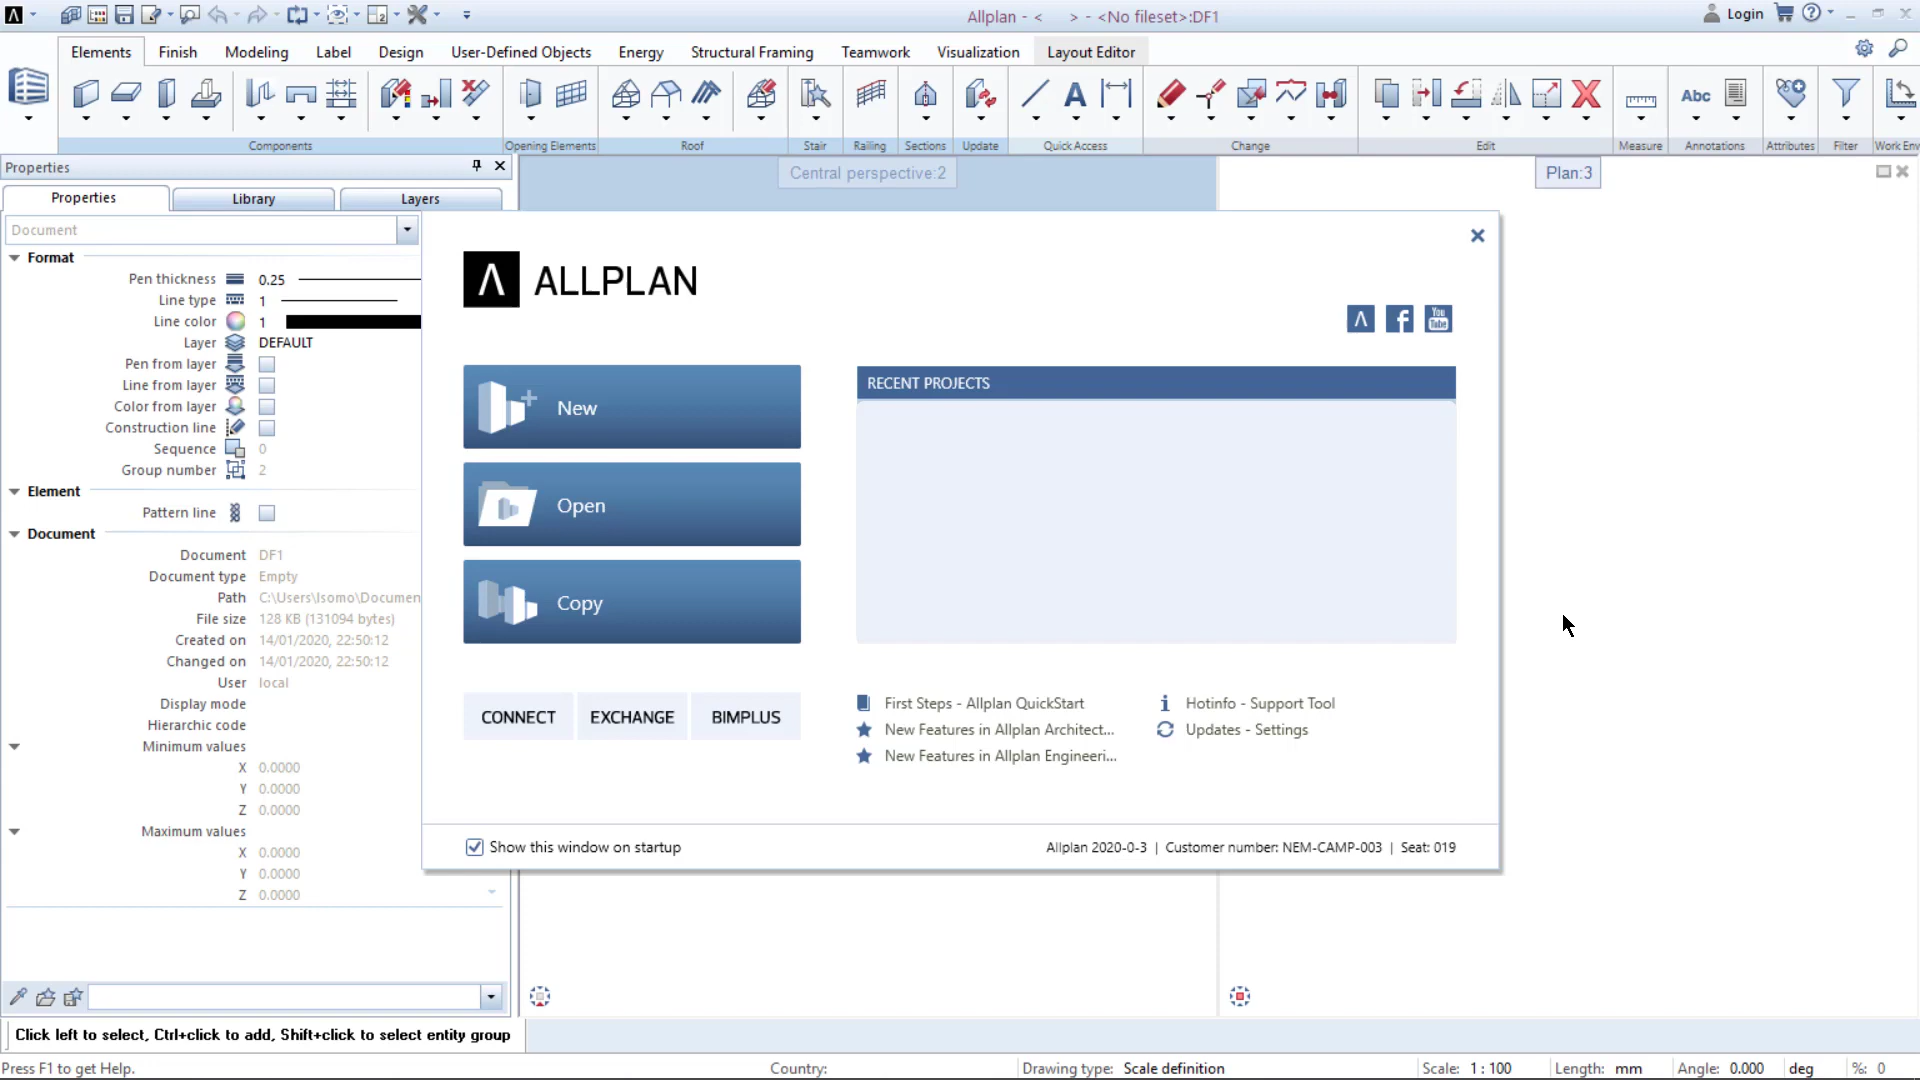 Allplan - < > - <No fileset>:DF1
Login
Elements Finish Modeling Label Design User-Defined Objects Energy Structural Framing Teamwork Visualization Layout Editor
Abc
Components Opening Elements Roof Stair Railing Sections Update Quick Access Change Edit Measure Annotations Attributes Filter Work Env
Properties
Central perspective:2
Plan:3
Properties Library Layers
Document
Format
Pen thickness 0.25
Line type 1
Line color 1
Layer DEFAULT
Pen from layer
Line from layer
Color from layer
Construction line
Sequence 0
Group number 2
Element
Pattern line
Document
Document DF1
Document type Empty
Path C:\Users\Isomo\Documen
File size 128 KB (131094 bytes)
Created on 14/01/2020, 22:50:12
Changed on 14/01/2020, 22:50:12
User local
Display mode
Hierarchic code
Minimum values
X 0.0000
Y 0.0000
Z 0.0000
Maximum values
X 0.0000
Y 0.0000
Z 0.0000
ALLPLAN
You Tube
New
Open
Copy
RECENT PROJECTS
CONNECT EXCHANGE BIMPLUS
First Steps - Allplan QuickStart
New Features in Allplan Architect...
New Features in Allplan Engineeri...
Hotinfo - Support Tool
Updates - Settings
Show this window on startup
Allplan 2020-0-3 | Customer number: NEM-CAMP-003 | Seat: 019
Click left to select, Ctrl+click to add, Shift+click to select entity group
Press F1 to get Help. Country: Drawing type: Scale definition Scale: 1 : 100 Length: mm Angle: 0.000 deg %: 0